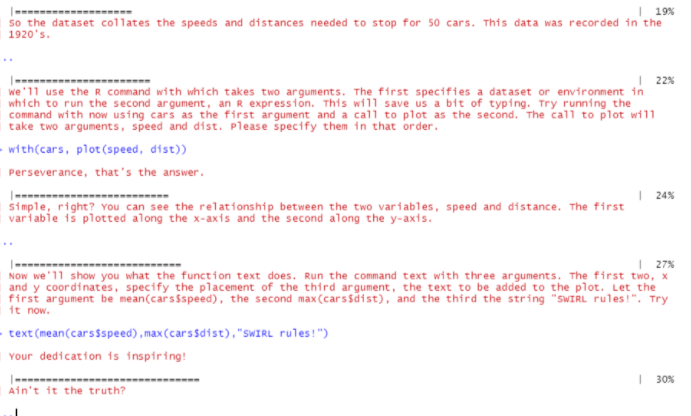 |=================== | 19%
| So the dataset collates the speeds and distances needed to stop for 50 cars. This data was recorded in the
| 1920's.
...
|====================== | 22%
| We'll use the R command with which takes two arguments. The first specifies a dataset or environment in
| which to run the second argument, an R expression. This will save us a bit of typing. Try running the
| command with now using cars as the first argument and a call to plot as the second. The call to plot will
| take two arguments, speed and dist. Please specify them in that order.
> with(cars, plot(speed, dist))
| Perseverance, that's the answer.
|========================= | 24%
| Simple, right? You can see the relationship between the two variables, speed and distance. The first
| variable is plotted along the x-axis and the second along the y-axis.
...
|=========================== | 27%
| Now we'll show you what the function text does. Run the command text with three arguments. The first two, x
| and y coordinates, specify the placement of the third argument, the text to be added to the plot. Let the
| first argument be mean(cars$speed), the second max(cars$dist), and the third the string "SWIRL rules!". Try
| it now.
> text(mean(cars$speed),max(cars$dist),"SWIRL rules!")
| Your dedication is inspiring!
|============================== | 30%
| Ain't it the truth?
...